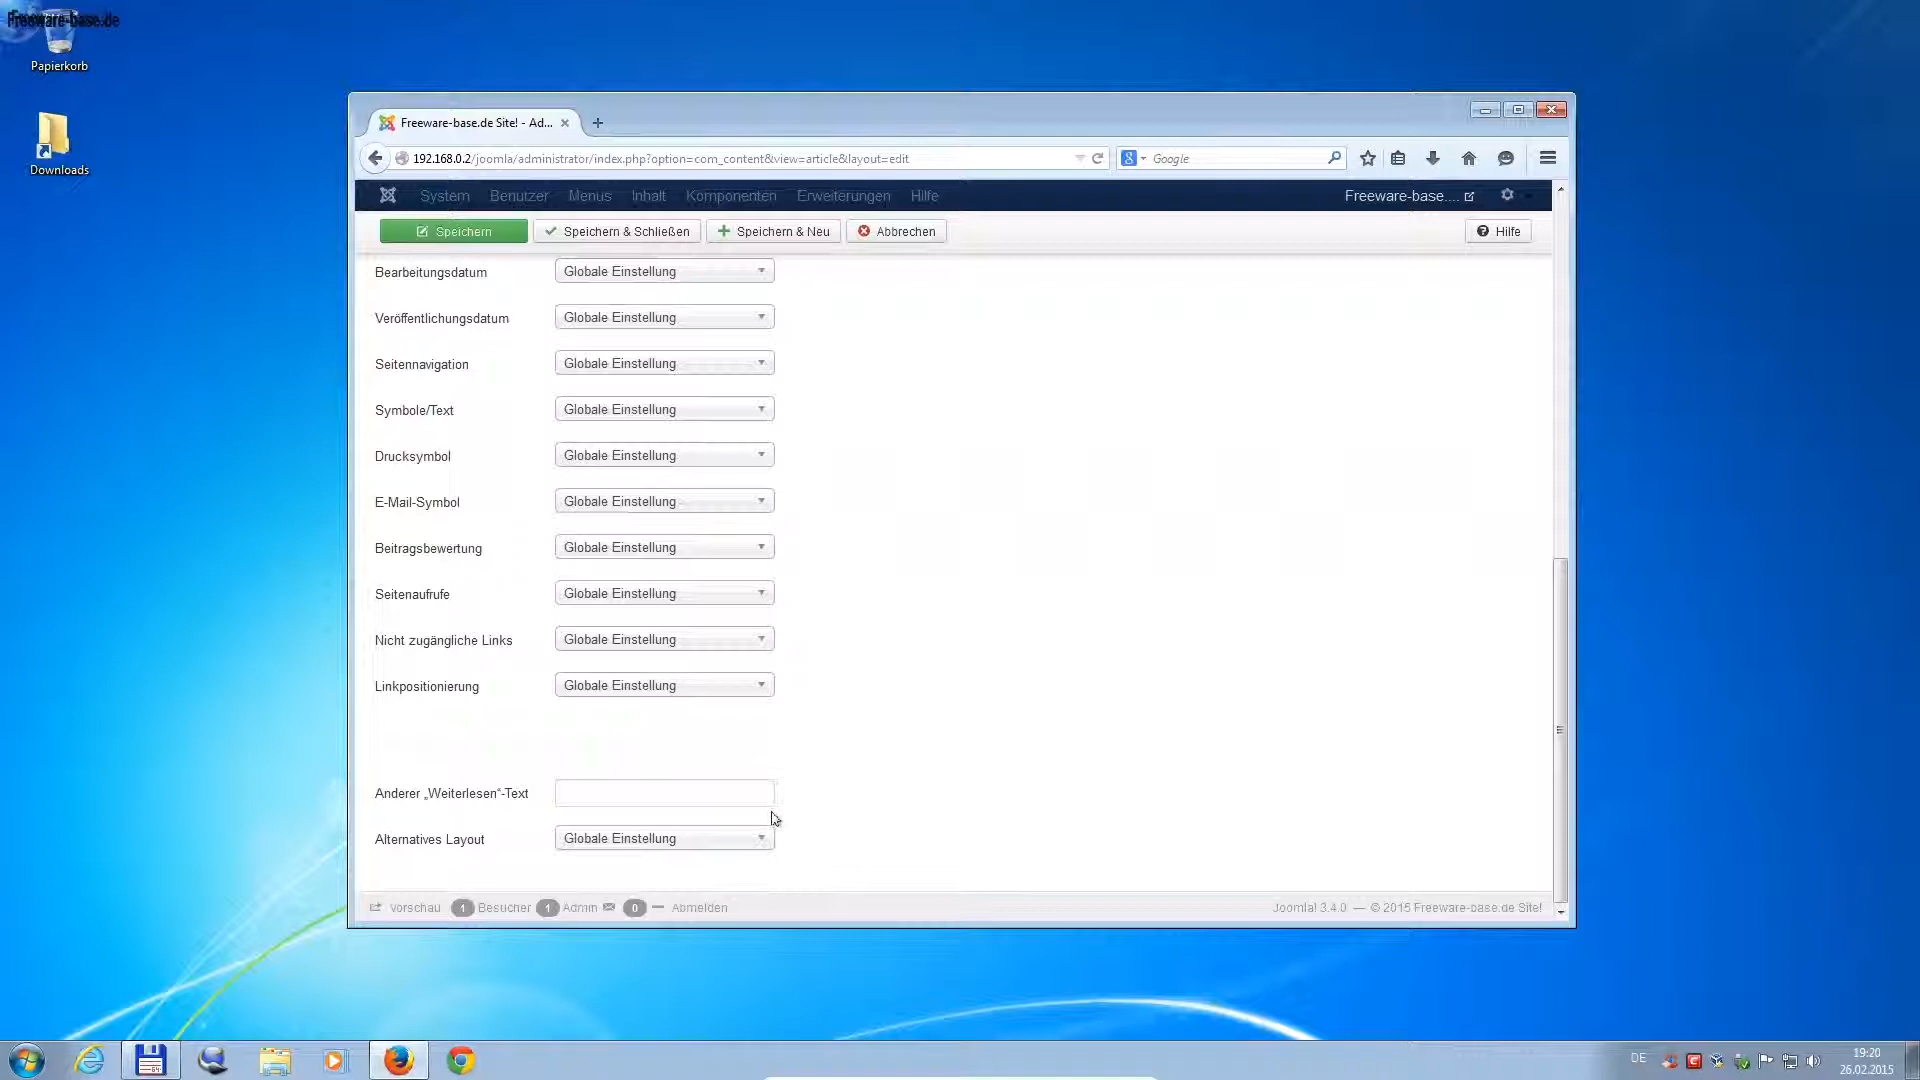 Freeware-base.de
Papierkorb
Downloads
Freeware-base.de Site! - Ad...
192.168.0.2/joomla/administrator/index.php?option=com_content&view=article&layout=edit
Google
System Benutzer Menus Inhalt Komponenten Erweiterungen Hilfe
Freeware-base....
Speichern
Speichern & Schließen
Speichern & Neu
Abbrechen
Hilfe
Bearbeitungsdatum Globale Einstellung
Veröffentlichungsdatum Globale Einstellung
Seitennavigation Globale Einstellung
Symbole/Text Globale Einstellung
Drucksymbol Globale Einstellung
E-Mail-Symbol Globale Einstellung
Beitragsbewertung Globale Einstellung
Seitenaufrufe Globale Einstellung
Nicht zugängliche Links Globale Einstellung
Linkpositionierung Globale Einstellung
Anderer „Weiterlesen“-Text
Alternatives Layout Globale Einstellung
Vorschau 1 Besucher 1 Admin 0 Abmelden
Joomla! 3.4.0 — © 2015 Freeware-base.de Site!
DE
19:20
26.02.2015